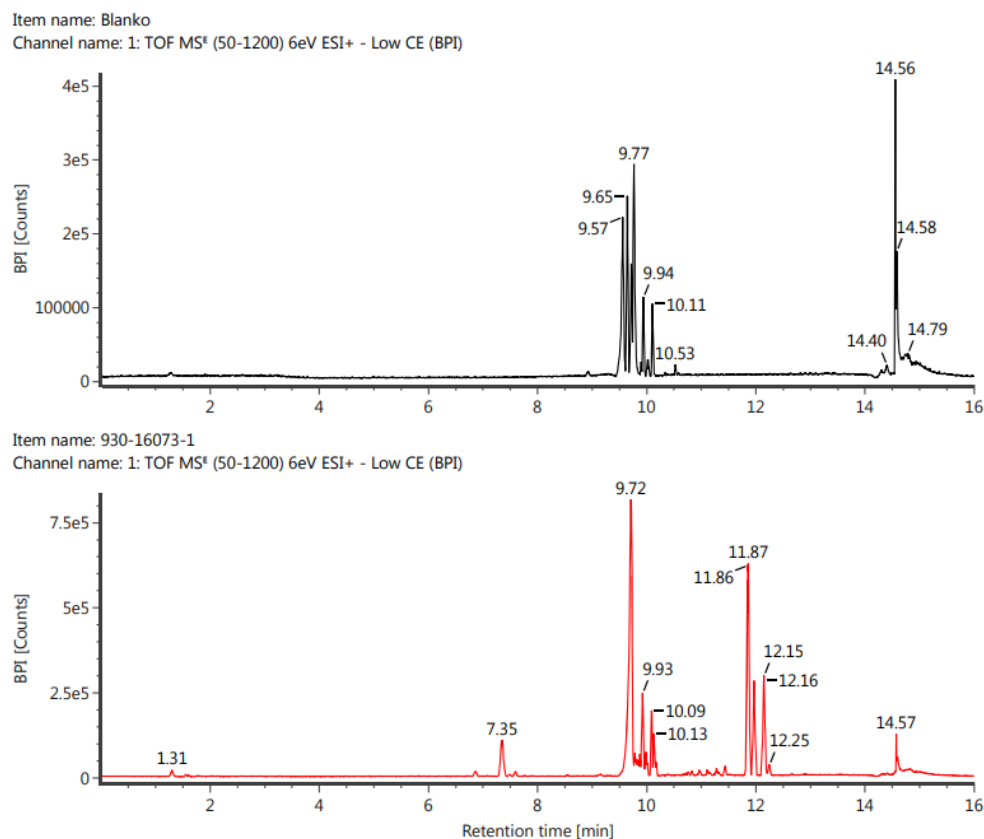 Item name: Blanko
Channel name: 1: TOF MSᴱ (50-1200) 6eV ESI+ - Low CE (BPI)
BPI [Counts]
4e5
3e5
2e5
100000
0
14.56
9.77
9.65
9.57
14.58
9.94
10.11
14.40
14.79
10.53
2 4 6 8 10 12 14 16
Item name: 930-16073-1
Channel name: 1: TOF MSᴱ (50-1200) 6eV ESI+ - Low CE (BPI)
BPI [Counts]
7.5e5
5e5
2.5e5
0
9.72
11.87
11.86
12.15
9.93
12.16
10.09
7.35
14.57
10.13
12.25
1.31
2 4 6 8 10 12 14 16
Retention time [min]